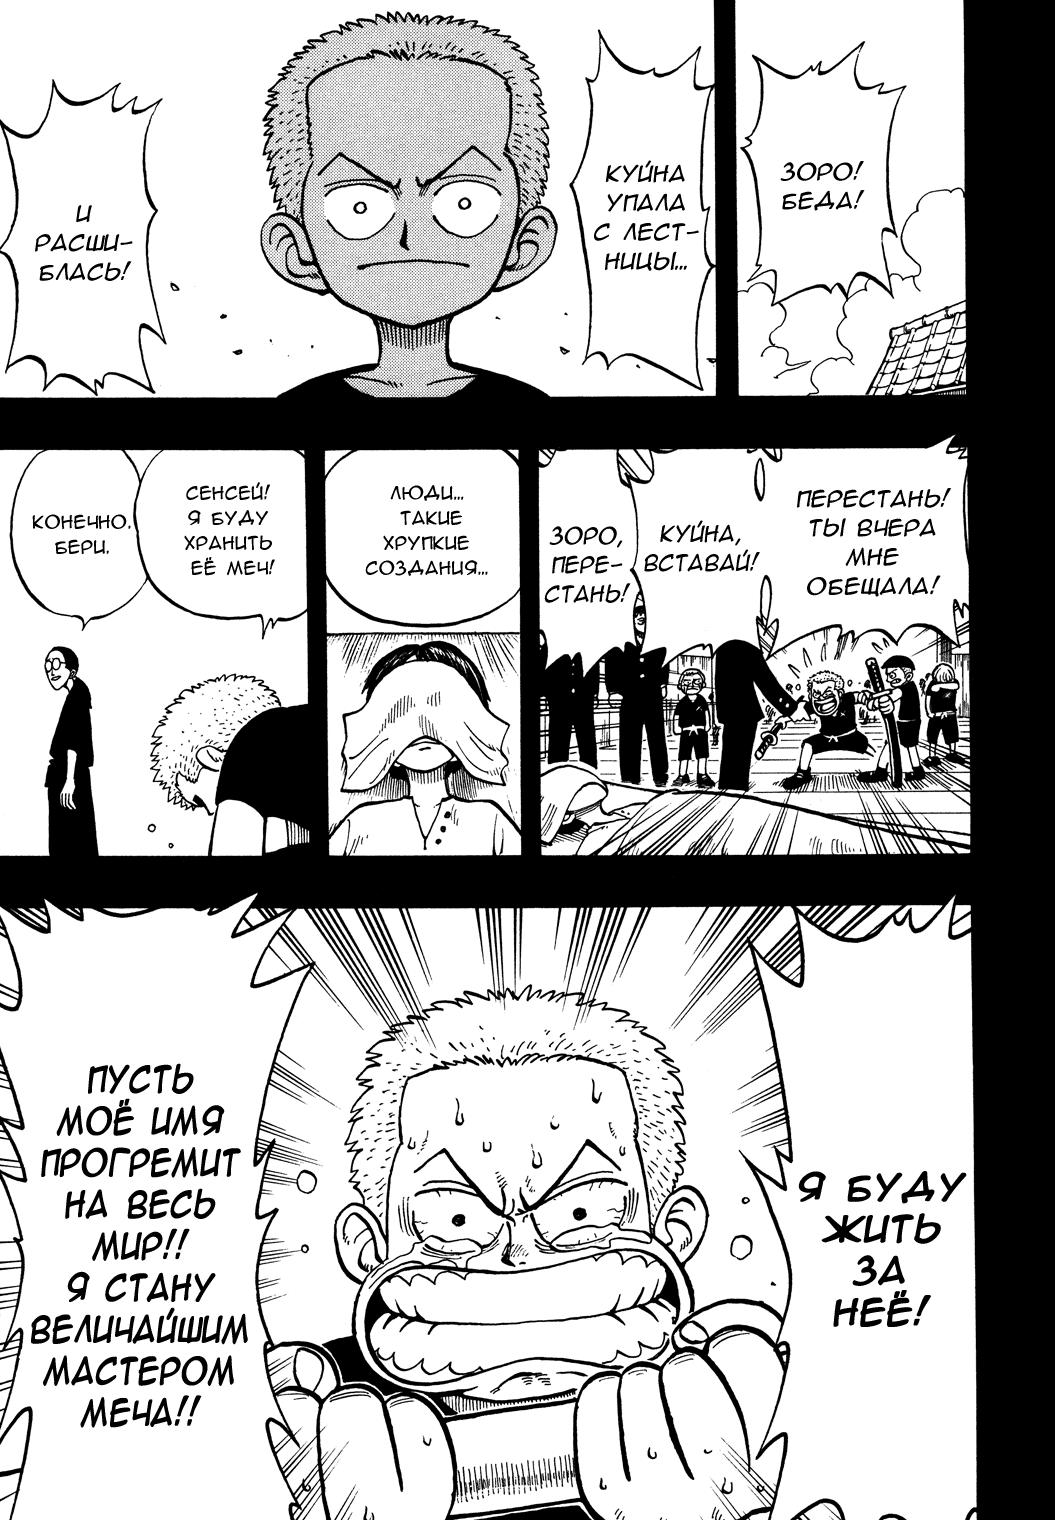 ЗОРО!
БЕДА!
КУЙНА
УПАЛА
С ЛЕСТ-
НИЦЫ...
И
РАСШИ-
БЛАСЬ!
ПЕРЕСТАНЬ!
ТЫ ВЧЕРА
МНЕ
ОБЕЩАЛА!
КУЙНА,
ВСТАВАЙ!
ЗОРО,
ПЕРЕ-
СТАНЬ!
ЛЮДИ...
ТАКИЕ
ХРУПКИЕ
СОЗДАНИЯ...
СЕНСЕЙ!
Я БУДУ
ХРАНИТЬ
ЕЁ МЕЧ!
КОНЕЧНО.
БЕРИ.
Я БУДУ
ЖИТЬ
ЗА
НЕЁ!
ПУСТЬ
МОЁ ИМЯ
ПРОГРЕМИТ
НА ВЕСЬ
МИР!!
Я СТАНУ
ВЕЛИЧАЙШИМ
МАСТЕРОМ
МЕЧА!!